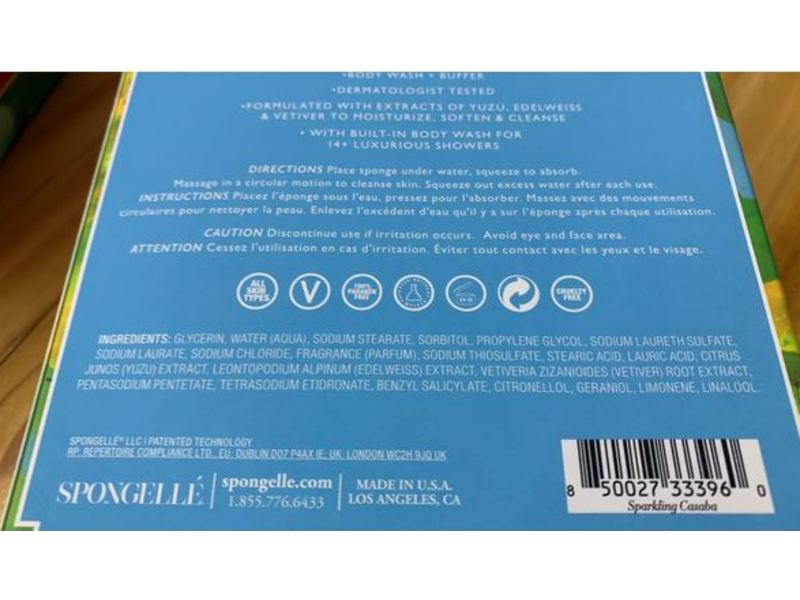 •BODY WASH + BUFFER
•DERMATOLOGIST TESTED
•FORMULATED WITH EXTRACTS OF YUZU, EDELWEISS
& VETIVER TO MOISTURIZE, SOFTEN & CLEANSE
• WITH BUILT-IN BODY WASH FOR
14+ LUXURIOUS SHOWERS
DIRECTIONS Place sponge under water, squeeze to absorb.
Massage in a circular motion to cleanse skin. Squeeze out excess water after each use.
INSTRUCTIONS Placez l'éponge sous l'eau, pressez pour l'absorber. Massez avec des mouvements
circulaires pour nettoyer la peau. Enlevez l'excédent d'eau qu'il y a sur l'éponge après chaque utilisation.
CAUTION Discontinue use if irritation occurs. Avoid eye and face area.
ATTENTION Cessez l'utilisation en cas d'irritation. Éviter tout contact avec les yeux et le visage.
ALL SKIN TYPES V 100% PARABEN FREE CRUELTY FREE
INGREDIENTS: GLYCERIN, WATER (AQUA), SODIUM STEARATE, SORBITOL, PROPYLENE GLYCOL, SODIUM LAURETH SULFATE,
SODIUM LAURATE, SODIUM CHLORIDE, FRAGRANCE (PARFUM), SODIUM THIOSULFATE, STEARIC ACID, LAURIC ACID, CITRUS
JUNOS (YUZU) EXTRACT, LEONTOPODIUM ALPINUM (EDELWEISS) EXTRACT, VETIVERIA ZIZANIOIDES (VETIVER) ROOT EXTRACT,
PENTASODIUM PENTETATE, TETRASODIUM ETIDRONATE, BENZYL SALICYLATE, CITRONELLOL, GERANIOL, LIMONENE, LINALOOL.
SPONGELLÉ® LLC | PATENTED TECHNOLOGY
RP: REPERTOIRE COMPLIANCE LTD., EU: DUBLIN D07 P4AX IE; UK: LONDON WC2H 9JQ UK
SPONGELLÉ
spongelle.com
1.855.776.6433
MADE IN U.S.A.
LOS ANGELES, CA
8 50027 33396 0
Sparkling Casaba